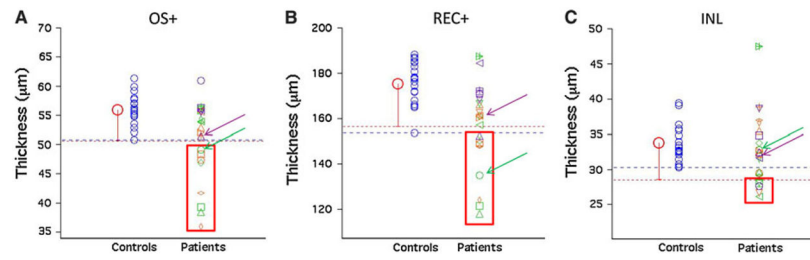 A OS+
Thickness (µm)
70
65
60
55
50
45
40
35
Controls Patients
B REC+
Thickness (µm)
200
180
160
140
120
Controls Patients
C INL
Thickness (µm)
50
45
40
35
30
25
Controls Patients